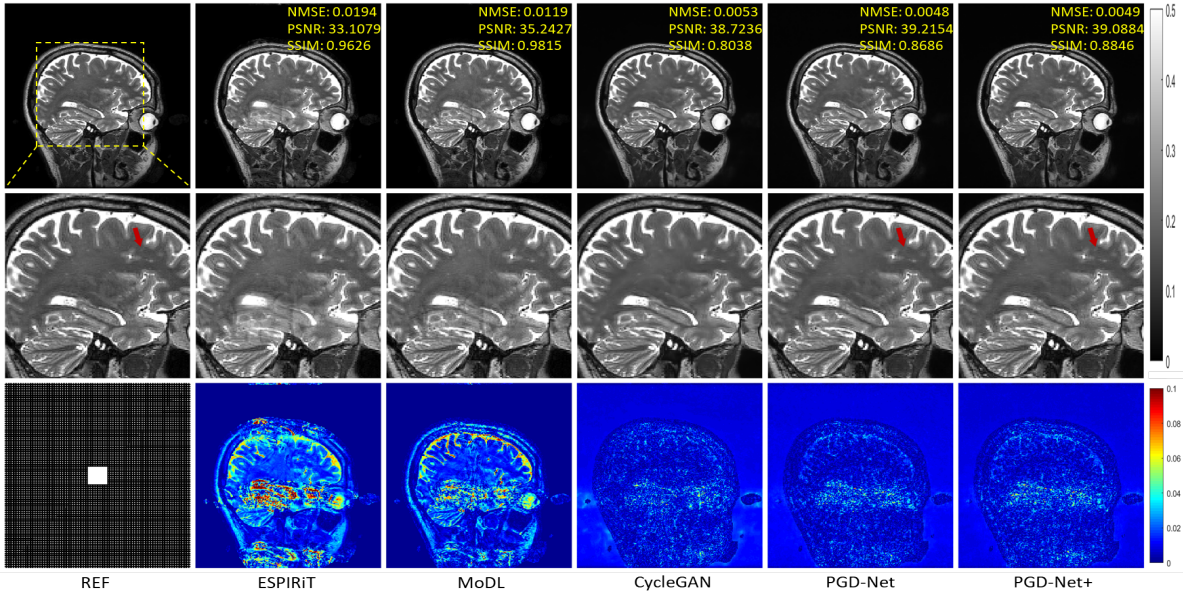 NMSE: 0.0194
PSNR: 33.1079
SSIM: 0.9626
NMSE: 0.0119
PSNR: 35.2427
SSIM: 0.9815
NMSE: 0.0053
PSNR: 38.7236
SSIM: 0.8038
NMSE: 0.0048
PSNR: 39.2154
SSIM: 0.8686
NMSE: 0.0049
PSNR: 39.0884
SSIM: 0.8846
0.5
0.4
0.3
0.2
0.1
0
0.1
0.08
0.06
0.04
0.02
0
REF
ESPIRiT
MoDL
CycleGAN
PGD-Net
PGD-Net+